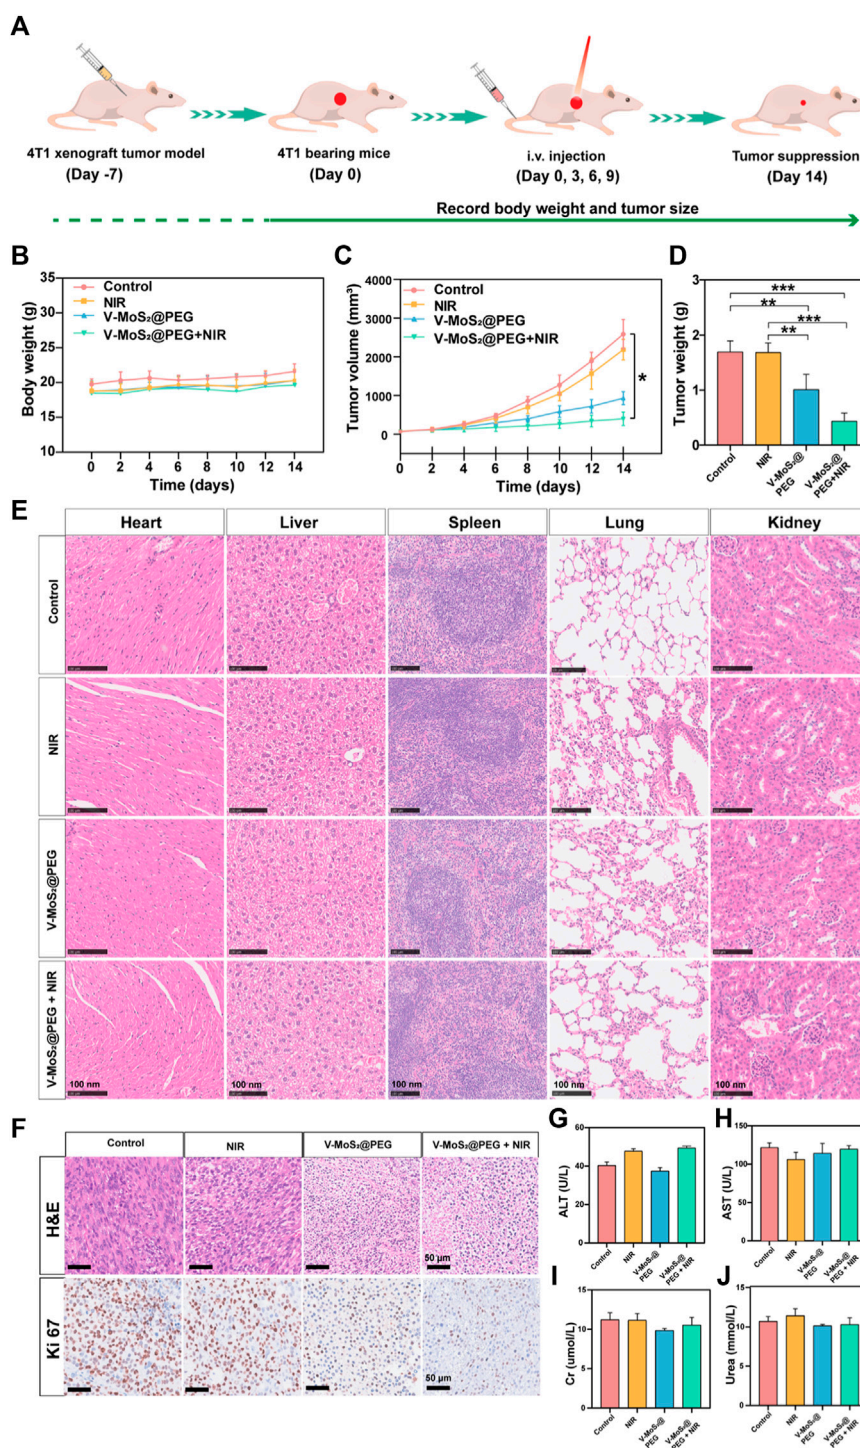 A
4T1 xenograft tumor model
(Day -7)
4T1 bearing mice
(Day 0)
i.v. injection
(Day 0, 3, 6, 9)
Tumor suppression
(Day 14)
Record body weight and tumor size
B
Body weight (g)
35
30
25
20
15
10
Control
NIR
V-MoS₂@PEG
V-MoS₂@PEG+NIR
0 2 4 6 8 10 12 14
Time (days)
C
Tumor volume (mm³)
4000
3000
2000
1000
0
Control
NIR
V-MoS₂@PEG
V-MoS₂@PEG+NIR
*
0 2 4 6 8 10 12 14
Time (days)
D
Tumor weight (g)
3
2
1
0
***
**
***
**
Control
NIR
V-MoS₂@
PEG
V-MoS₂@
PEG+NIR
E
Heart Liver Spleen Lung Kidney
Control
NIR
V-MoS₂@PEG
V-MoS₂@PEG + NIR
100 nm 100 nm 100 nm 100 nm 100 nm
F
Control NIR V-MoS₂@PEG V-MoS₂@PEG + NIR
H&E
50 μm
Ki 67
50 μm
G
ALT (U/L)
80
60
40
20
0
Control
NIR
V-MoS₂@
PEG
V-MoS₂@
PEG + NIR
H
AST (U/L)
150
100
50
0
Control
NIR
V-MoS₂@
PEG
V-MoS₂@
PEG + NIR
I
Cr (umol/L)
15
10
5
0
Control
NIR
V-MoS₂@
PEG
V-MoS₂@
PEG + NIR
J
Urea (mmol/L)
15
10
5
0
Control
NIR
V-MoS₂@
PEG
V-MoS₂@
PEG + NIR